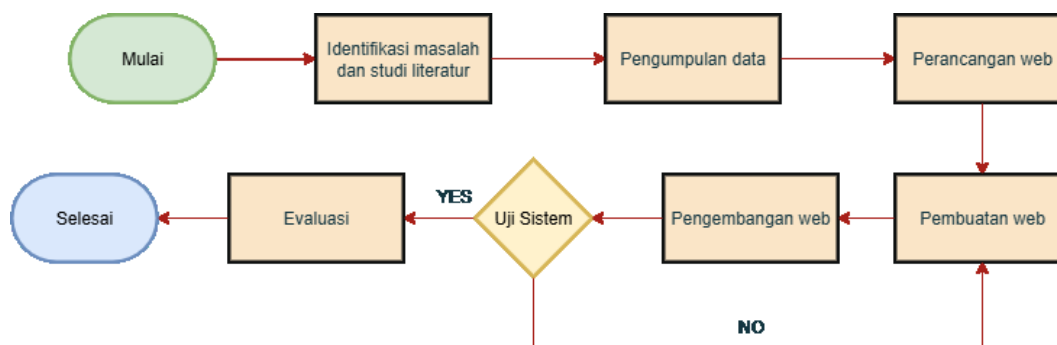 Mulai
Identifikasi masalah
dan studi literatur
Pengumpulan data
Perancangan web
Selesai
Evaluasi
YES
Uji Sistem
Pengembangan web
Pembuatan web
NO